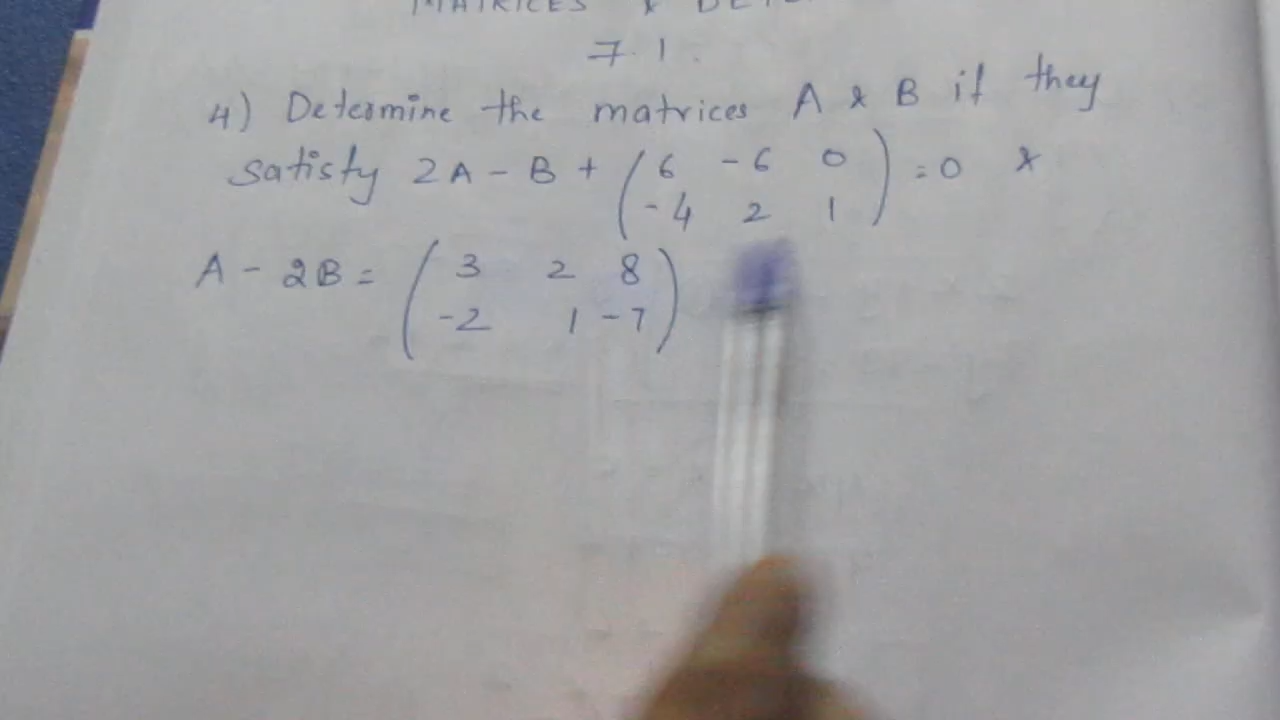 MATRICES &
7.1.
4) Determine the matrices A & B if they
satisfy 2A - B + ( 6 -6 0 ) = 0 &
( -4 2 1 )
A - 2B = ( 3 2 8 )
( -2 1 -7 )